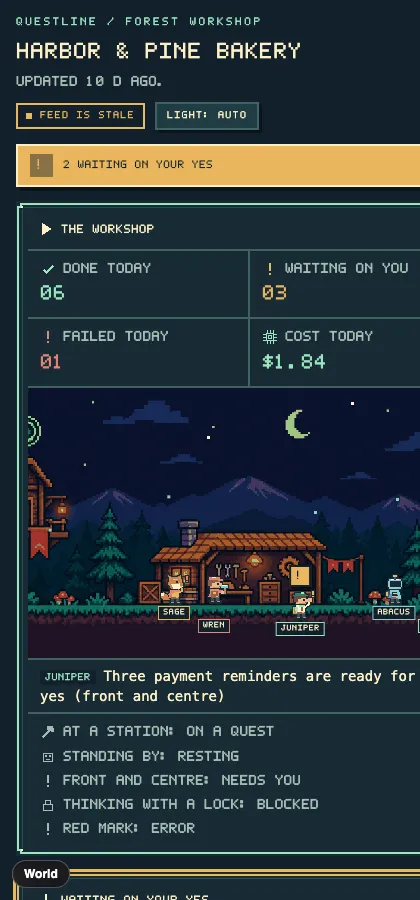 QUESTLINE / FOREST WORKSHOP
HARBOR & PINE BAKERY
UPDATED 10 D AGO.
FEED IS STALE
LIGHT: AUTO
! 2 WAITING ON YOUR YES
THE WORKSHOP
DONE TODAY
06
! WAITING ON YOU
03
! FAILED TODAY
01
COST TODAY
$1.84
!
SAGE
WREN
JUNIPER
ABACUS
JUNIPER Three payment reminders are ready for
yes (front and centre)
AT A STATION: ON A QUEST
STANDING BY: RESTING
! FRONT AND CENTRE: NEEDS YOU
THINKING WITH A LOCK: BLOCKED
! RED MARK: ERROR
World
! WAITING ON YOUR YES